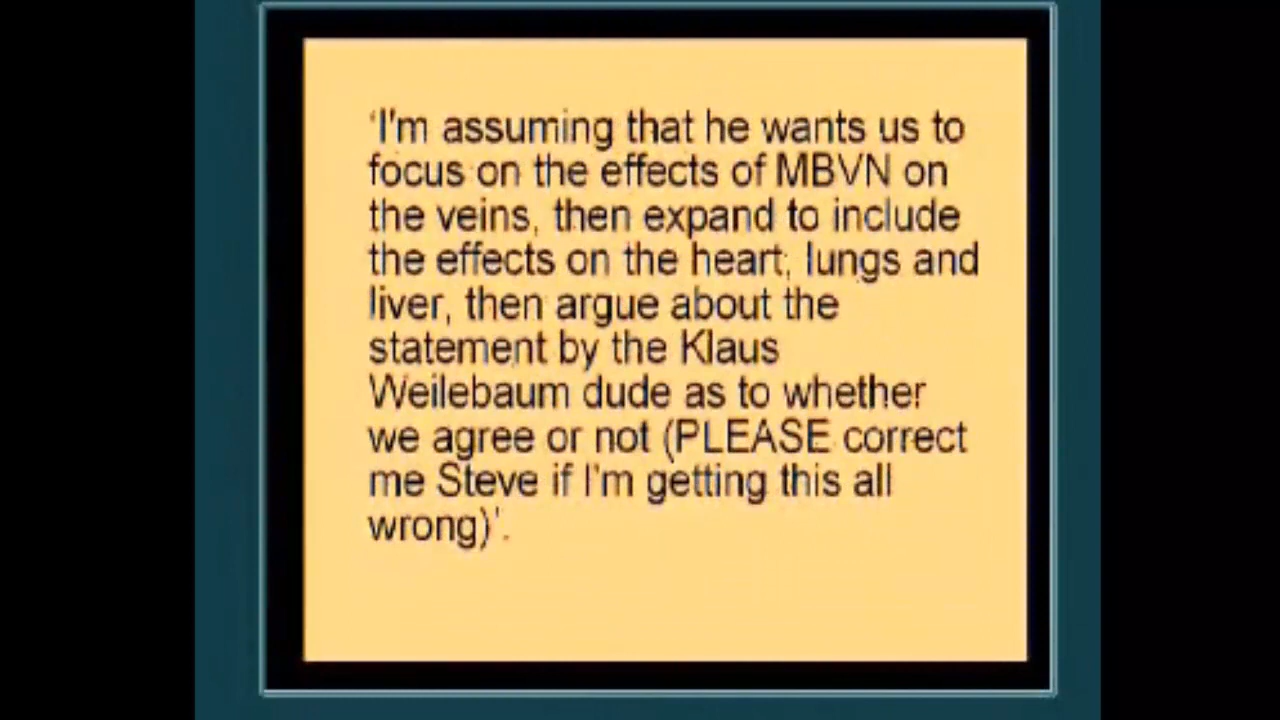 ‘I'm assuming that he wants us to
focus on the effects of MBVN on
the veins, then expand to include
the effects on the heart, lungs and
liver, then argue about the
statement by the Klaus
Weilebaum dude as to whether
we agree or not (PLEASE correct
me Steve if I'm getting this all
wrong)’.